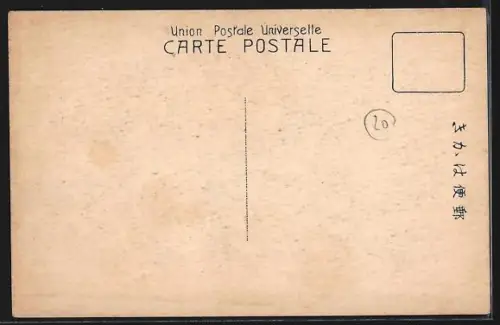 Union Postale Universelle
CARTE POSTALE
20
きかは便郵